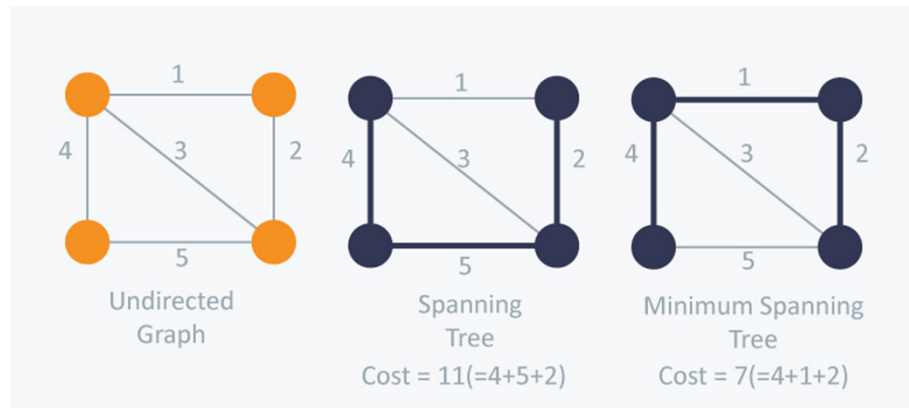 1
4
3
2
5
Undirected
Graph
1
4
3
2
5
Spanning
Tree
Cost = 11(=4+5+2)
1
4
3
2
5
Minimum Spanning
Tree
Cost = 7(=4+1+2)